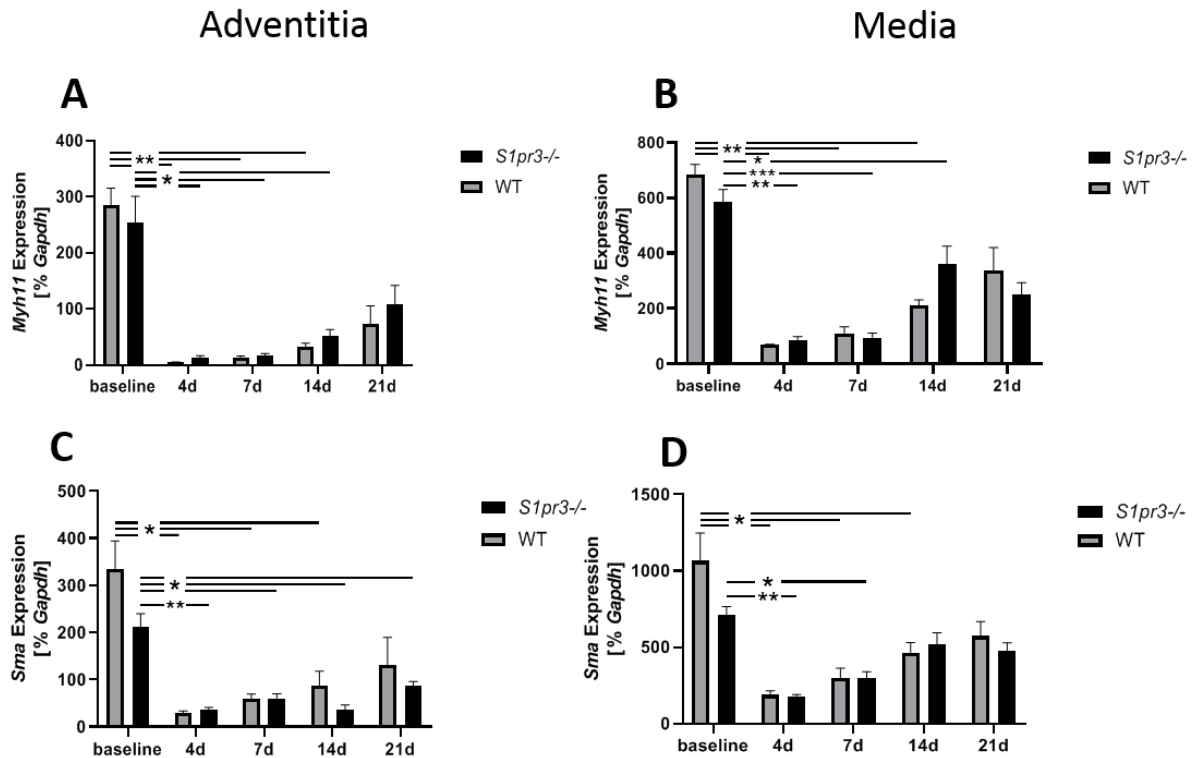 Adventitia
Media
A
Myh11 Expression
[% Gapdh]
400
300
200
100
0
**
*
baseline 4d 7d 14d 21d
S1pr3-/-
WT
B
Myh11 Expression
[% Gapdh]
800
600
400
200
0
**
*
***
**
baseline 4d 7d 14d 21d
S1pr3-/-
WT
C
Sma Expression
[% Gapdh]
500
400
300
200
100
0
*
*
**
baseline 4d 7d 14d 21d
S1pr3-/-
WT
D
Sma Expression
[% Gapdh]
1500
1000
500
0
*
*
**
baseline 4d 7d 14d 21d
S1pr3-/-
WT